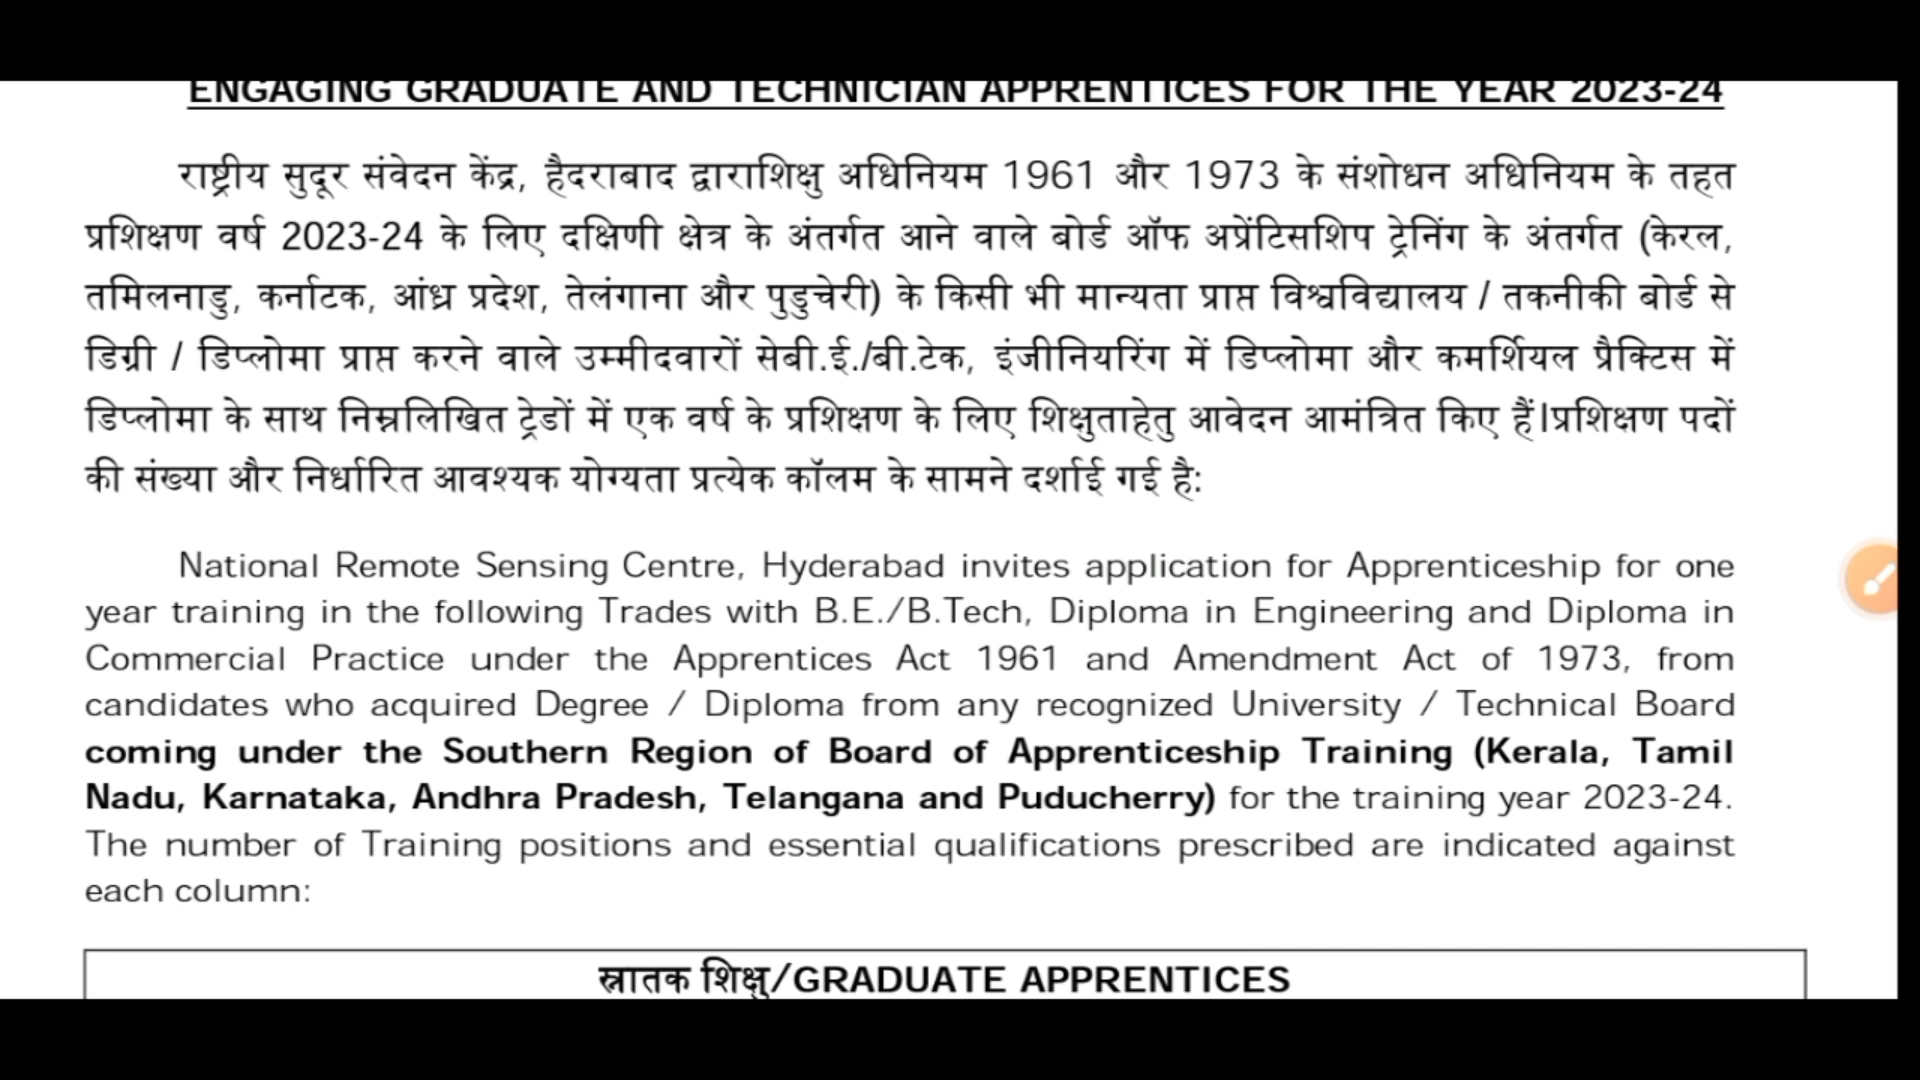 ENGAGING GRADUATE AND TECHNICIAN APPRENTICES FOR THE YEAR 2023-24
राष्ट्रीय सुदूर संवेदन केंद्र, हैदराबाद द्वाराशिक्षु अधिनियम 1961 और 1973 के संशोधन अधिनियम के तहत
प्रशिक्षण वर्ष 2023-24 के लिए दक्षिणी क्षेत्र के अंतर्गत आने वाले बोर्ड ऑफ अप्रेंटिसशिप ट्रेनिंग के अंतर्गत (केरल,
तमिलनाडु, कर्नाटक, आंध्र प्रदेश, तेलंगाना और पुडुचेरी) के किसी भी मान्यता प्राप्त विश्वविद्यालय / तकनीकी बोर्ड से
डिग्री / डिप्लोमा प्राप्त करने वाले उम्मीदवारों सेबी.ई./बी.टेक, इंजीनियरिंग में डिप्लोमा और कमर्शियल प्रैक्टिस में
डिप्लोमा के साथ निम्नलिखित ट्रेडों में एक वर्ष के प्रशिक्षण के लिए शिक्षुताहेतु आवेदन आमंत्रित किए हैं।प्रशिक्षण पदों
की संख्या और निर्धारित आवश्यक योग्यता प्रत्येक कॉलम के सामने दर्शाई गई है:
National Remote Sensing Centre, Hyderabad invites application for Apprenticeship for one
year training in the following Trades with B.E./B.Tech, Diploma in Engineering and Diploma in
Commercial Practice under the Apprentices Act 1961 and Amendment Act of 1973, from
candidates who acquired Degree / Diploma from any recognized University / Technical Board
coming under the Southern Region of Board of Apprenticeship Training (Kerala, Tamil
Nadu, Karnataka, Andhra Pradesh, Telangana and Puducherry) for the training year 2023-24.
The number of Training positions and essential qualifications prescribed are indicated against
each column:
स्नातक शिक्षु/GRADUATE APPRENTICES